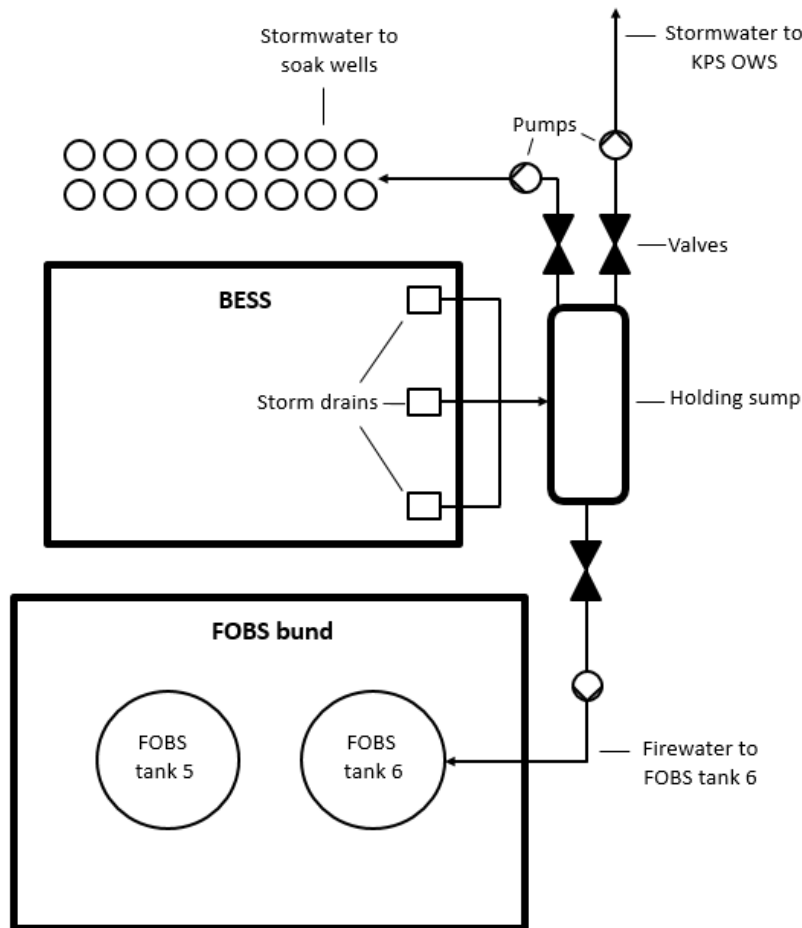 Stormwater to
soak wells
Stormwater to
KPS OWS
Pumps
Valves
BESS
Storm drains
Holding sump
FOBS bund
FOBS
tank 5
FOBS
tank 6
Firewater to
FOBS tank 6